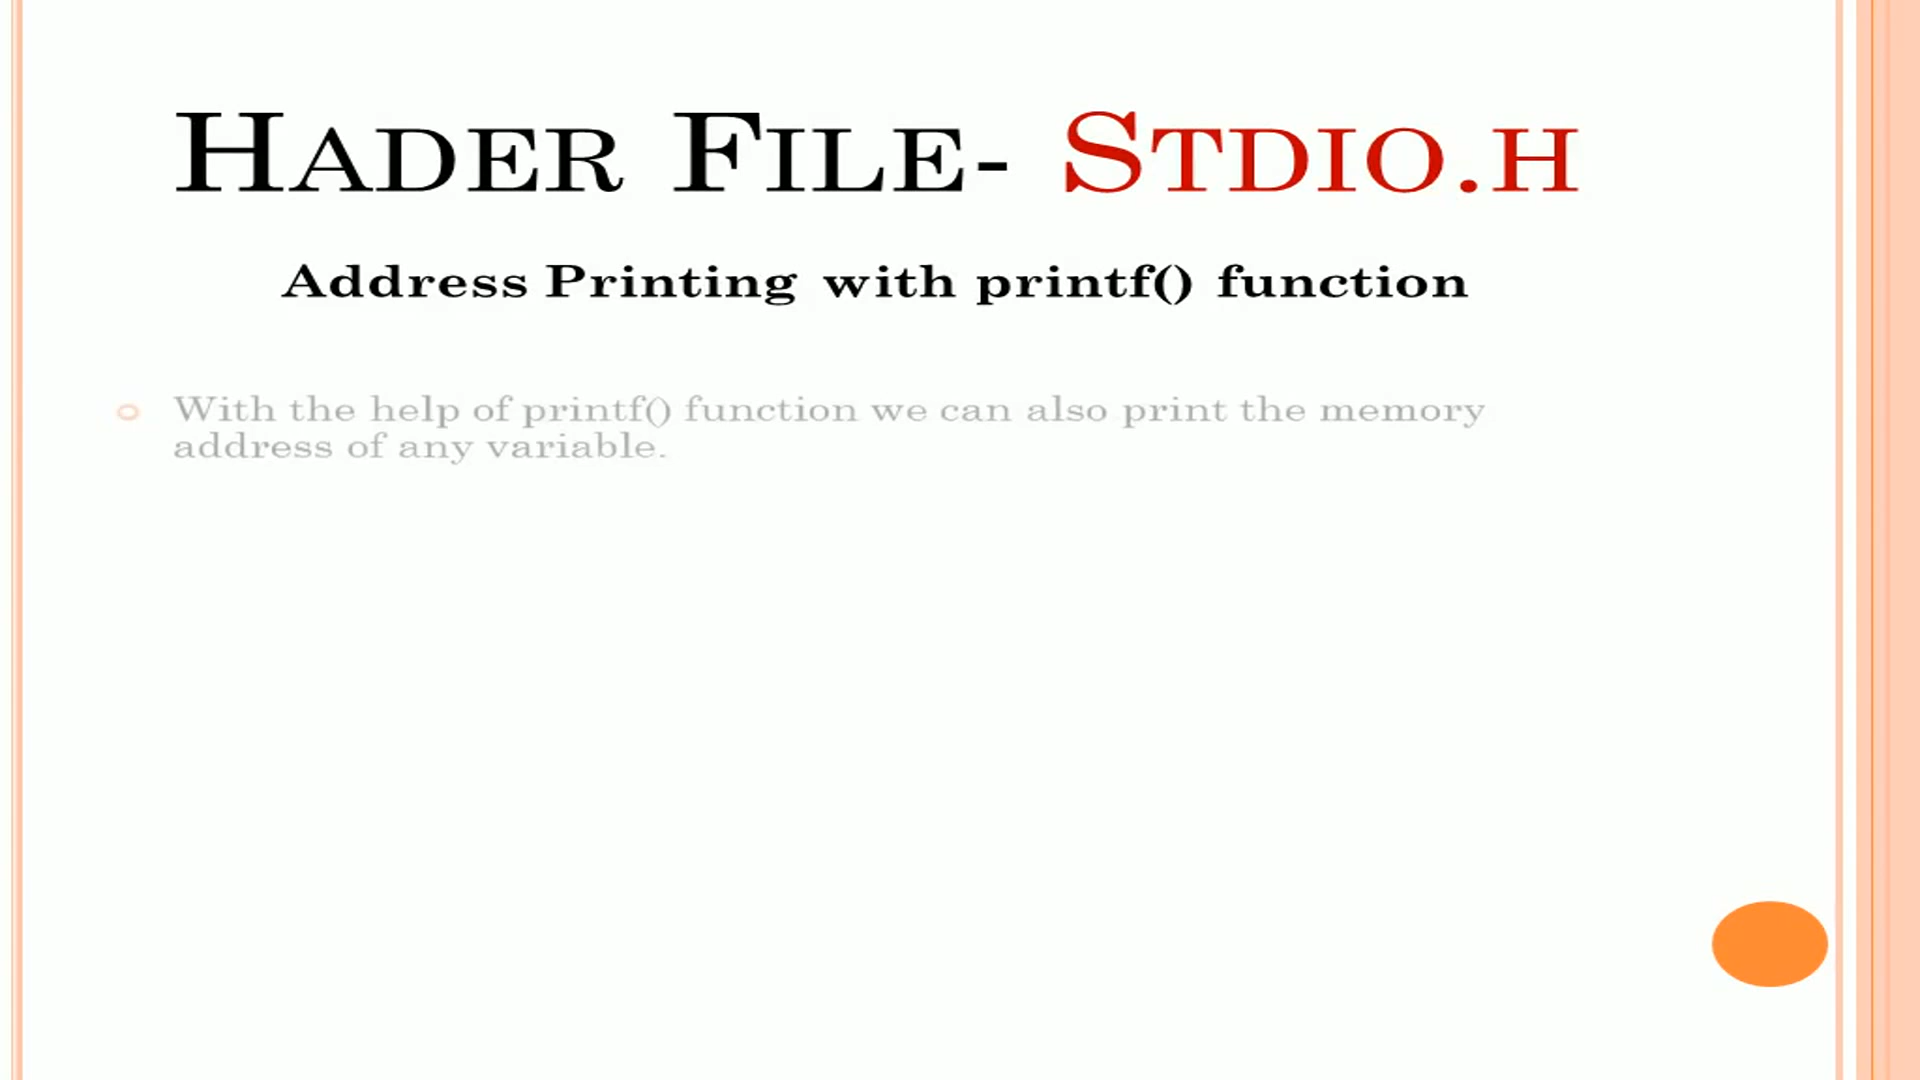 Hader File- Stdio.h
Address Printing with printf() function
With the help of printf() function we can also print the memory
address of any variable.